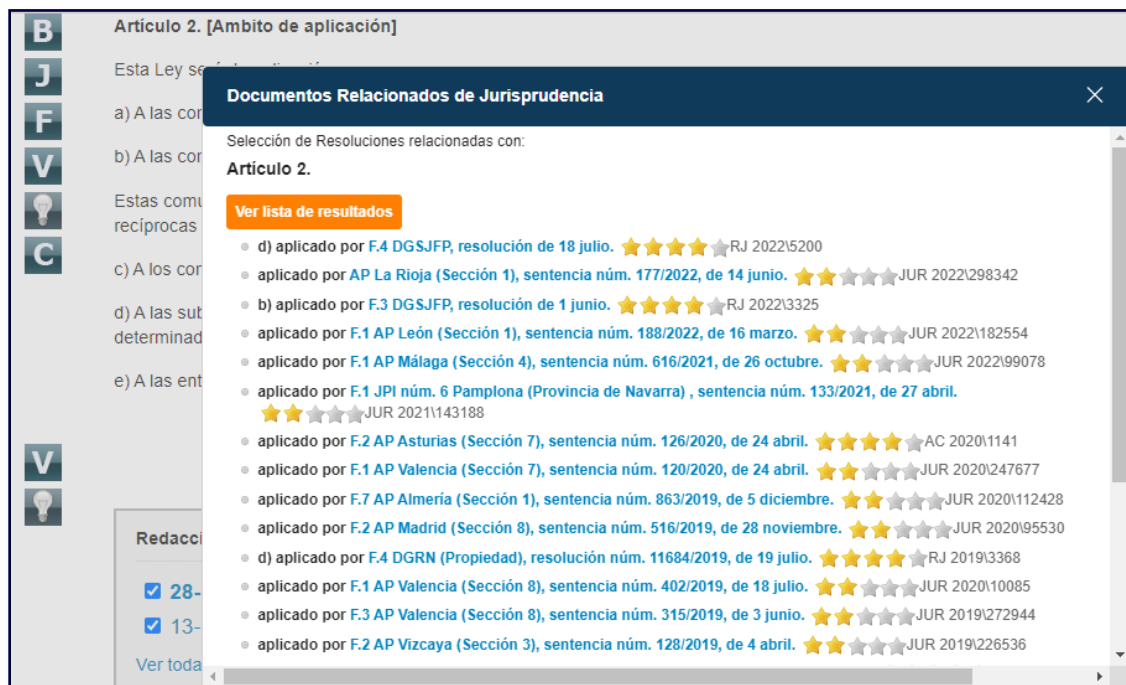 B
J
F
V
C
V
Artículo 2. [Ambito de aplicación]
Esta Ley
a) A las
b) A las
Estas
recíprocas
c) A los
d) A las
e) A las
28-
13-
Ver
Documentos Relacionados de Jurisprudencia
Selección de Resoluciones relacionadas con:
Artículo 2.
Ver lista de resultados
d) aplicado por F.4 DGSJFP, resolución de 18 julio. RJ 2022\5200
aplicado por AP La Rioja (Sección 1), sentencia núm. 177/2022, de 14 junio. JUR 2022\298342
b) aplicado por F.3 DGSJFP, resolución de 1 junio. RJ 2022\3325
aplicado por F.1 AP León (Sección 1), sentencia núm. 188/2022, de 16 marzo. JUR 2022\182554
aplicado por F.1 AP Málaga (Sección 4), sentencia núm. 616/2021, de 26 octubre. JUR 2022\99078
aplicado por F.1 JPI núm. 6 Pamplona (Provincia de Navarra) , sentencia núm. 133/2021, de 27 abril.
JUR 2021\143188
aplicado por F.2 AP Asturias (Sección 7), sentencia núm. 126/2020, de 24 abril. AC 2020\1141
aplicado por F.1 AP Valencia (Sección 7), sentencia núm. 120/2020, de 24 abril. JUR 2020\247677
aplicado por F.7 AP Almería (Sección 1), sentencia núm. 863/2019, de 5 diciembre. JUR 2020\112428
aplicado por F.2 AP Madrid (Sección 8), sentencia núm. 516/2019, de 28 noviembre. JUR 2020\95530
d) aplicado por F.4 DGRN (Propiedad), resolución núm. 11684/2019, de 19 julio. RJ 2019\3368
aplicado por F.1 AP Valencia (Sección 8), sentencia núm. 402/2019, de 18 julio. JUR 2020\10085
aplicado por F.3 AP Valencia (Sección 8), sentencia núm. 315/2019, de 3 junio. JUR 2019\272944
aplicado por F.2 AP Vizcaya (Sección 3), sentencia núm. 128/2019, de 4 abril. JUR 2019\226536